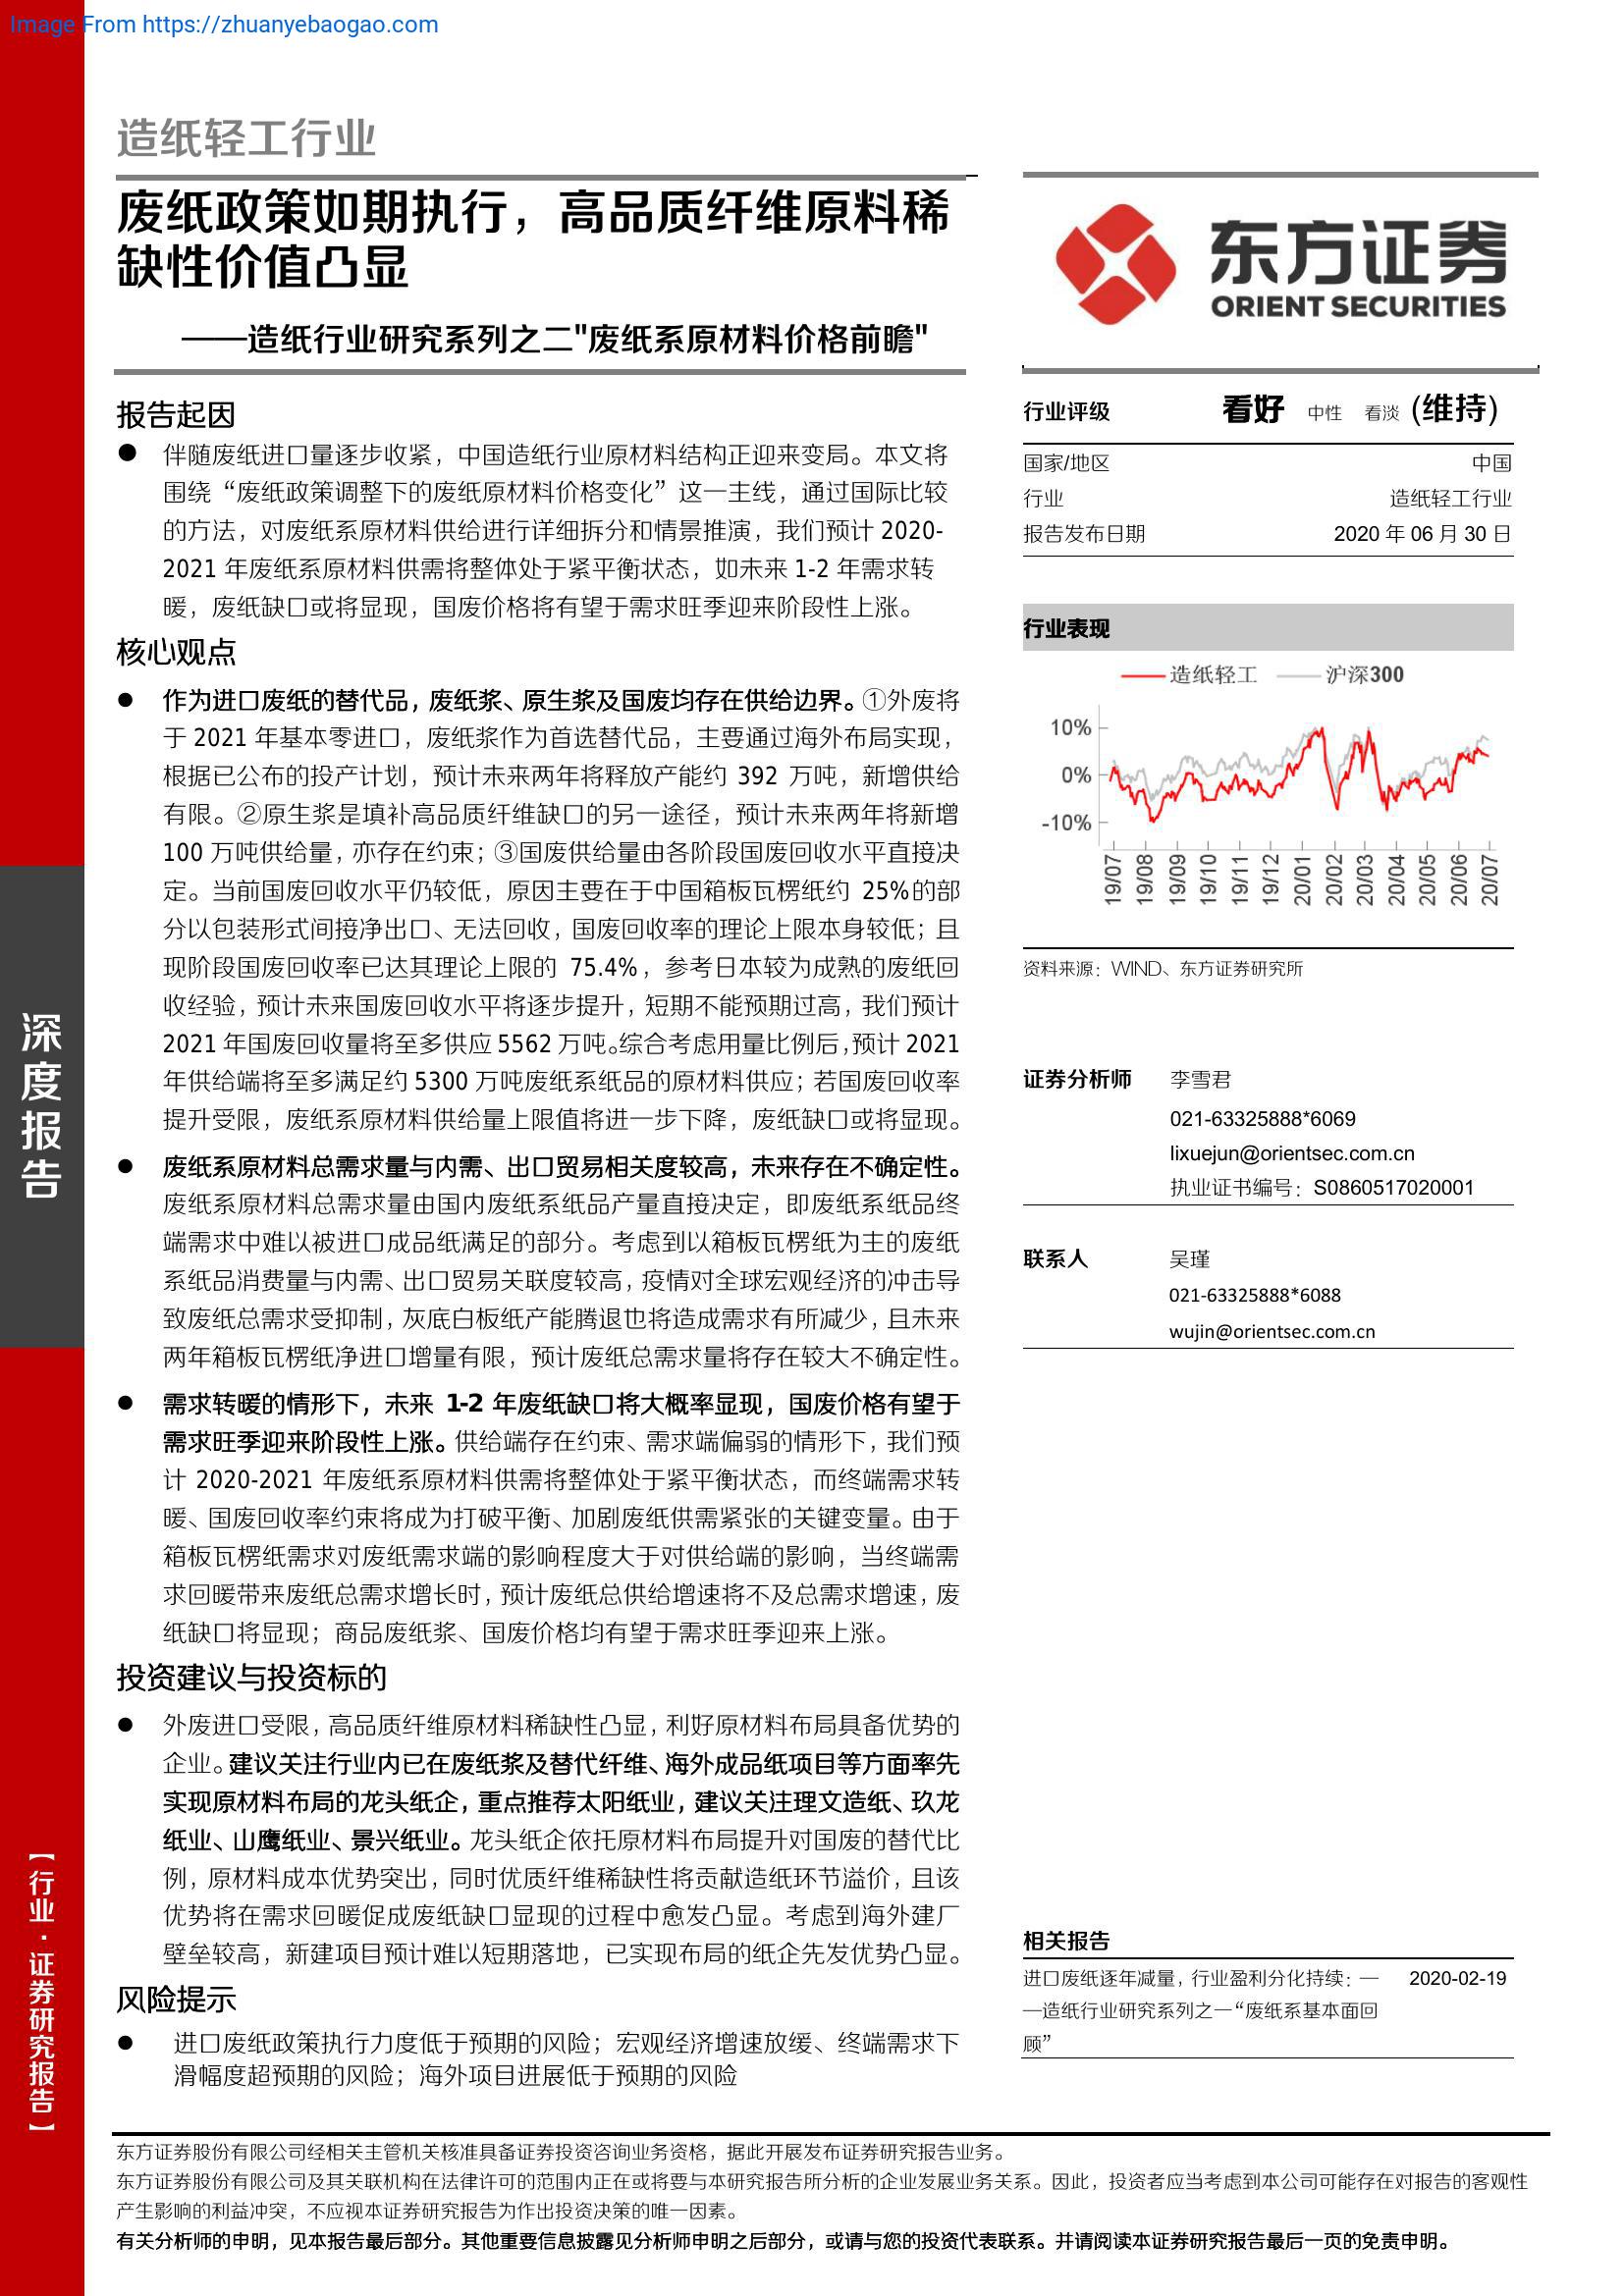 Image From https://zhuanyebaogao.com
造纸轻工行业
废纸政策如期执行，高品质纤维原料稀
缺性价值凸显
——造纸行业研究系列之二"废纸系原材料价格前瞻"
报告起因
● 伴随废纸进口量逐步收紧，中国造纸行业原材料结构正迎来变局。本文将
围绕“废纸政策调整下的废纸原材料价格变化”这一主线，通过国际比较
的方法，对废纸系原材料供给进行详细拆分和情景推演，我们预计 2020-
2021 年废纸系原材料供需将整体处于紧平衡状态，如未来 1-2 年需求转
暖，废纸缺口或将显现，国废价格将有望于需求旺季迎来阶段性上涨。
核心观点
● 作为进口废纸的替代品，废纸浆、原生浆及国废均存在供给边界。①外废将
于 2021 年基本零进口，废纸浆作为首选替代品，主要通过海外布局实现，
根据已公布的投产计划，预计未来两年将释放产能约 392 万吨，新增供给
有限。②原生浆是填补高品质纤维缺口的另一途径，预计未来两年将新增
100 万吨供给量，亦存在约束；③国废供给量由各阶段国废回收水平直接决
定。当前国废回收水平仍较低，原因主要在于中国箱板瓦楞纸约 25%的部
分以包装形式间接净出口、无法回收，国废回收率的理论上限本身较低；且
现阶段国废回收率已达其理论上限的 75.4%，参考日本较为成熟的废纸回
收经验，预计未来国废回收水平将逐步提升，短期不能预期过高，我们预计
2021 年国废回收量将至多供应 5562 万吨。综合考虑用量比例后，预计 2021
年供给端将至多满足约 5300 万吨废纸系纸品的原材料供应；若国废回收率
提升受限，废纸系原材料供给量上限值将进一步下降，废纸缺口或将显现。
● 废纸系原材料总需求量与内需、出口贸易相关度较高，未来存在不确定性。
废纸系原材料总需求量由国内废纸系纸品产量直接决定，即废纸系纸品终
端需求中难以被进口成品纸满足的部分。考虑到以箱板瓦楞纸为主的废纸
系纸品消费量与内需、出口贸易关联度较高，疫情对全球宏观经济的冲击导
致废纸总需求受抑制，灰底白板纸产能腾退也将造成需求有所减少，且未来
两年箱板瓦楞纸净进口增量有限，预计废纸总需求量将存在较大不确定性。
● 需求转暖的情形下，未来 1-2 年废纸缺口将大概率显现，国废价格有望于
需求旺季迎来阶段性上涨。供给端存在约束、需求端偏弱的情形下，我们预
计 2020-2021 年废纸系原材料供需将整体处于紧平衡状态，而终端需求转
暖、国废回收率约束将成为打破平衡、加剧废纸供需紧张的关键变量。由于
箱板瓦楞纸需求对废纸需求端的影响程度大于对供给端的影响，当终端需
求回暖带来废纸总需求增长时，预计废纸总供给增速将不及总需求增速，废
纸缺口将显现；商品废纸浆、国废价格均有望于需求旺季迎来上涨。
投资建议与投资标的
● 外废进口受限，高品质纤维原材料稀缺性凸显，利好原材料布局具备优势的
企业。建议关注行业内已在废纸浆及替代纤维、海外成品纸项目等方面率先
实现原材料布局的龙头纸企，重点推荐太阳纸业，建议关注理文造纸、玖龙
纸业、山鹰纸业、景兴纸业。龙头纸企依托原材料布局提升对国废的替代比
例，原材料成本优势突出，同时优质纤维稀缺性将贡献造纸环节溢价，且该
优势将在需求回暖促成废纸缺口显现的过程中愈发凸显。考虑到海外建厂
壁垒较高，新建项目预计难以短期落地，已实现布局的纸企先发优势凸显。
风险提示
● 进口废纸政策执行力度低于预期的风险；宏观经济增速放缓、终端需求下
滑幅度超预期的风险；海外项目进展低于预期的风险
东方证券
ORIENT SECURITIES
行业评级 看好 中性 看淡 (维持)
国家/地区 中国
行业 造纸轻工行业
报告发布日期 2020 年 06 月 30 日
行业表现
造纸轻工 沪深300
10%
0%
-10%
19/07 19/08 19/09 19/10 19/11 19/12 20/01 20/02 20/03 20/04 20/05 20/06 20/07
资料来源：WIND、东方证券研究所
证券分析师 李雪君
021-63325888*6069
lixuejun@orientsec.com.cn
执业证书编号：S0860517020001
联系人 吴瑾
021-63325888*6088
wujin@orientsec.com.cn
相关报告
进口废纸逐年减量，行业盈利分化持续：— 2020-02-19
—造纸行业研究系列之一“废纸系基本面回
顾”
深度报告
【行业·证券研究报告】
东方证券股份有限公司经相关主管机关核准具备证券投资咨询业务资格，据此开展发布证券研究报告业务。
东方证券股份有限公司及其关联机构在法律许可的范围内正在或将要与本研究报告所分析的企业发展业务关系。因此，投资者应当考虑到本公司可能存在对报告的客观性
产生影响的利益冲突，不应视本证券研究报告为作出投资决策的唯一因素。
有关分析师的申明，见本报告最后部分。其他重要信息披露见分析师申明之后部分，或请与您的投资代表联系。并请阅读本证券研究报告最后一页的免责申明。